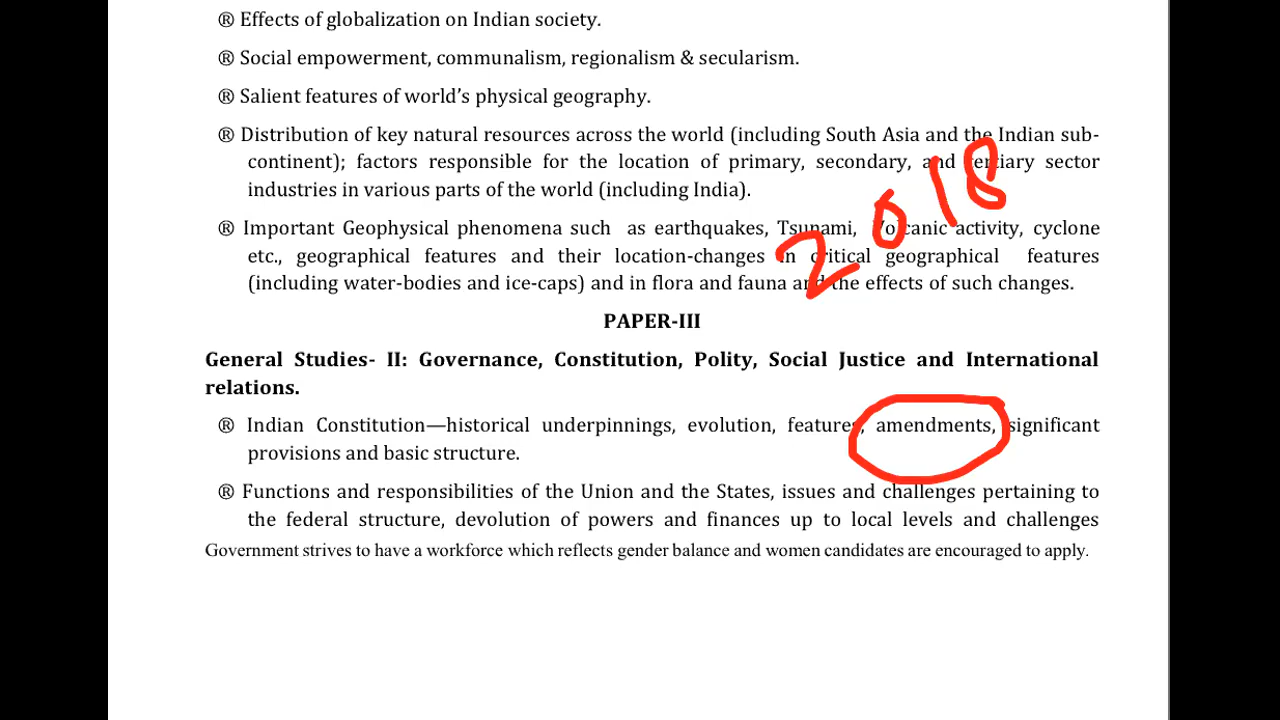 ® Effects of globalization on Indian society.
® Social empowerment, communalism, regionalism & secularism.
® Salient features of world’s physical geography.
® Distribution of key natural resources across the world (including South Asia and the Indian sub-
continent); factors responsible for the location of primary, secondary, and tertiary sector
industries in various parts of the world (including India).
® Important Geophysical phenomena such as earthquakes, Tsunami, Volcanic activity, cyclone
etc., geographical features and their location-changes in critical geographical features
(including water-bodies and ice-caps) and in flora and fauna and the effects of such changes.
2018
PAPER-III
General Studies- II: Governance, Constitution, Polity, Social Justice and International
relations.
® Indian Constitution—historical underpinnings, evolution, features, amendments, significant
provisions and basic structure.
® Functions and responsibilities of the Union and the States, issues and challenges pertaining to
the federal structure, devolution of powers and finances up to local levels and challenges
Government strives to have a workforce which reflects gender balance and women candidates are encouraged to apply.